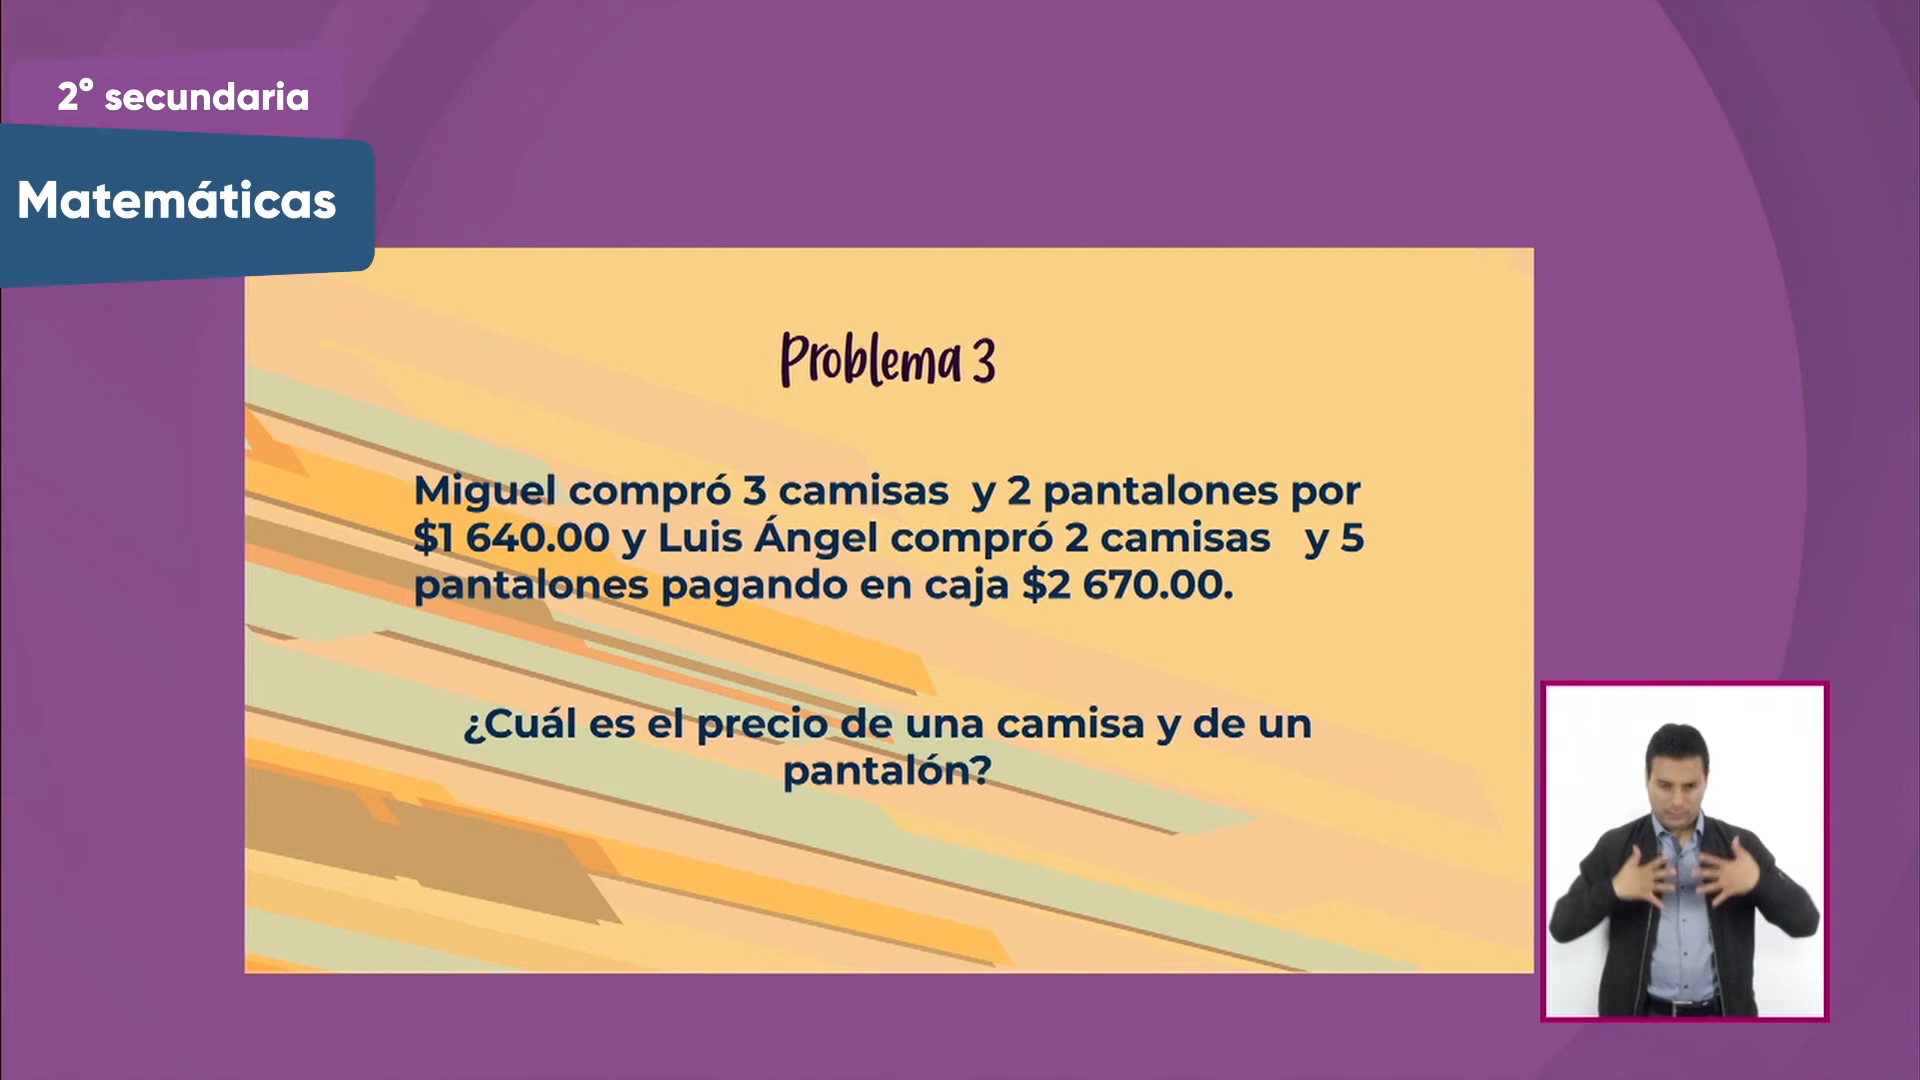 2° secundaria
Matemáticas
Problema 3
Miguel compró 3 camisas y 2 pantalones por
$1 640.00 y Luis Ángel compró 2 camisas y 5
pantalones pagando en caja $2 670.00.
¿Cuál es el precio de una camisa y de un
pantalón?